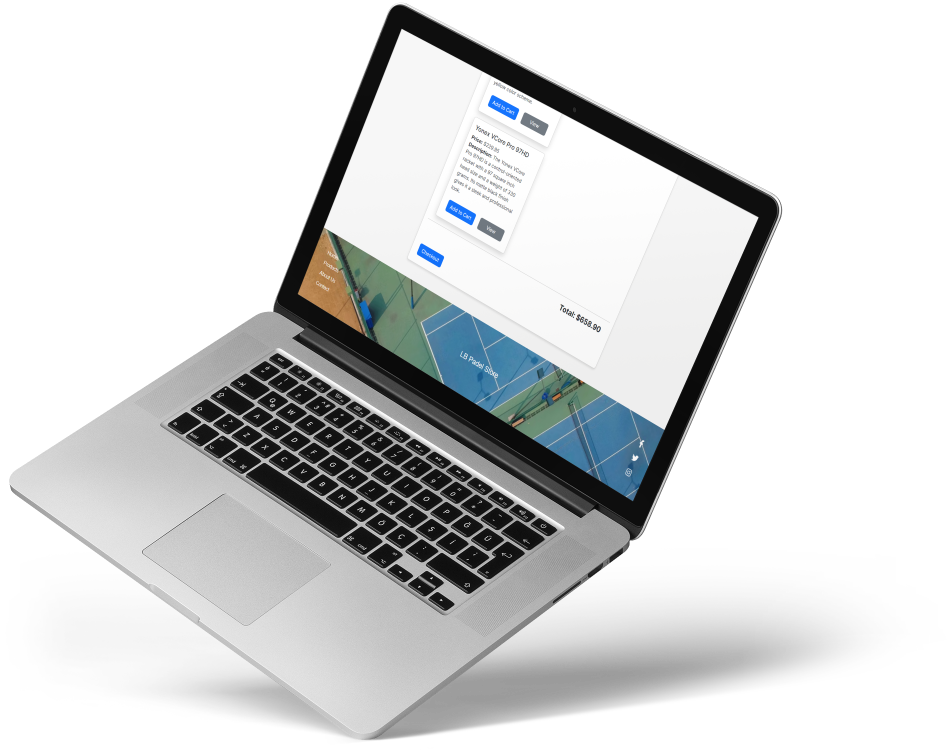 yellow color scheme.
Add to Cart
View
Yonex VCore Pro 97HD
Price: $239.95
Description: The Yonex VCore
Pro 97HD is a control-oriented
racket with a 97 square inch
head size and a weight of 320
grams. Its matte black finish
gives it a sleek and professional
look.
Add to Cart
View
Checkout
Total: $658.90
Home
Products
About Us
Contact
LB Padel Store
Q W E R T Y U I O P Ğ Ü
A S D F G H J K L Ş İ
Z X C V B N M Ö Ç
cmd
cmd